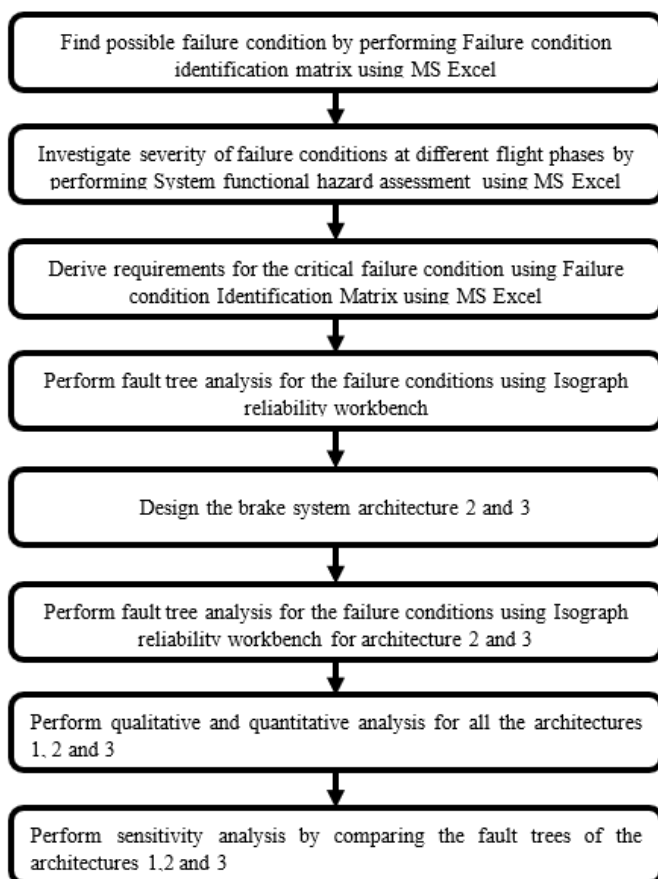 Find possible failure condition by performing Failure condition
identification matrix using MS Excel
Investigate severity of failure conditions at different flight phases by
performing System functional hazard assessment using MS Excel
Derive requirements for the critical failure condition using Failure
condition Identification Matrix using MS Excel
Perform fault tree analysis for the failure conditions using Isograph
reliability workbench
Design the brake system architecture 2 and 3
Perform fault tree analysis for the failure conditions using Isograph
reliability workbench for architecture 2 and 3
Perform qualitative and quantitative analysis for all the architectures
1, 2 and 3
Perform sensitivity analysis by comparing the fault trees of the
architectures 1,2 and 3